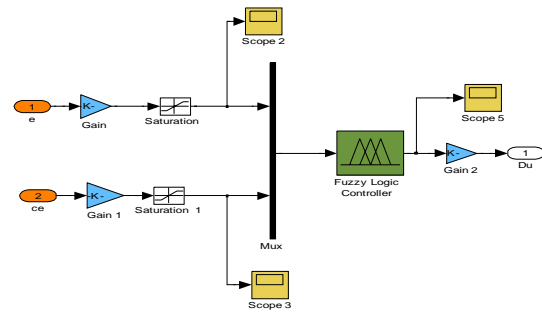 Scope 2
1
e
K-
Gain
Saturation
Scope 5
Fuzzy Logic
Controller
K-
Gain 2
1
Du
2
ce
-K-
Gain 1
Saturation 1
Mux
Scope 3